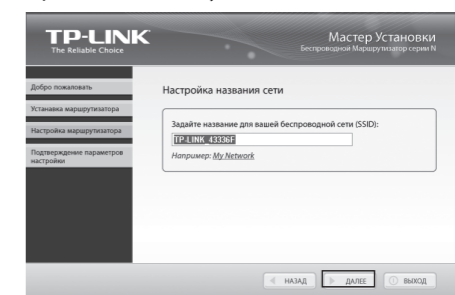 TP-LINK
The Reliable Choice
Мастер Установки
Беспроводной Маршрутизатор серии N
Добро пожаловать
Установка маршрутизатора
Настройка маршрутизатора
Подтверждение параметров
настройки
Настройка названия сети
Задайте название для вашей беспроводной сети (SSID):
TP-LINK_43336F
Например: My Network
НАЗАД
ДАЛЕЕ
ВЫХОД